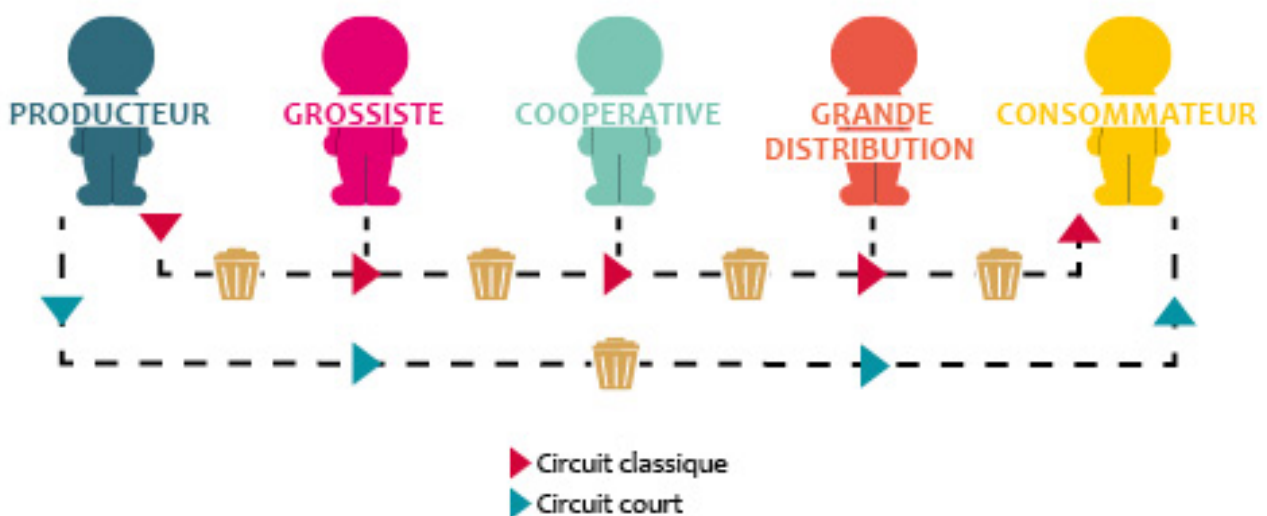 PRODUCTEUR
GROSSISTE
COOPERATIVE
GRANDE
DISTRIBUTION
CONSOMMATEUR
Circuit classique
Circuit court